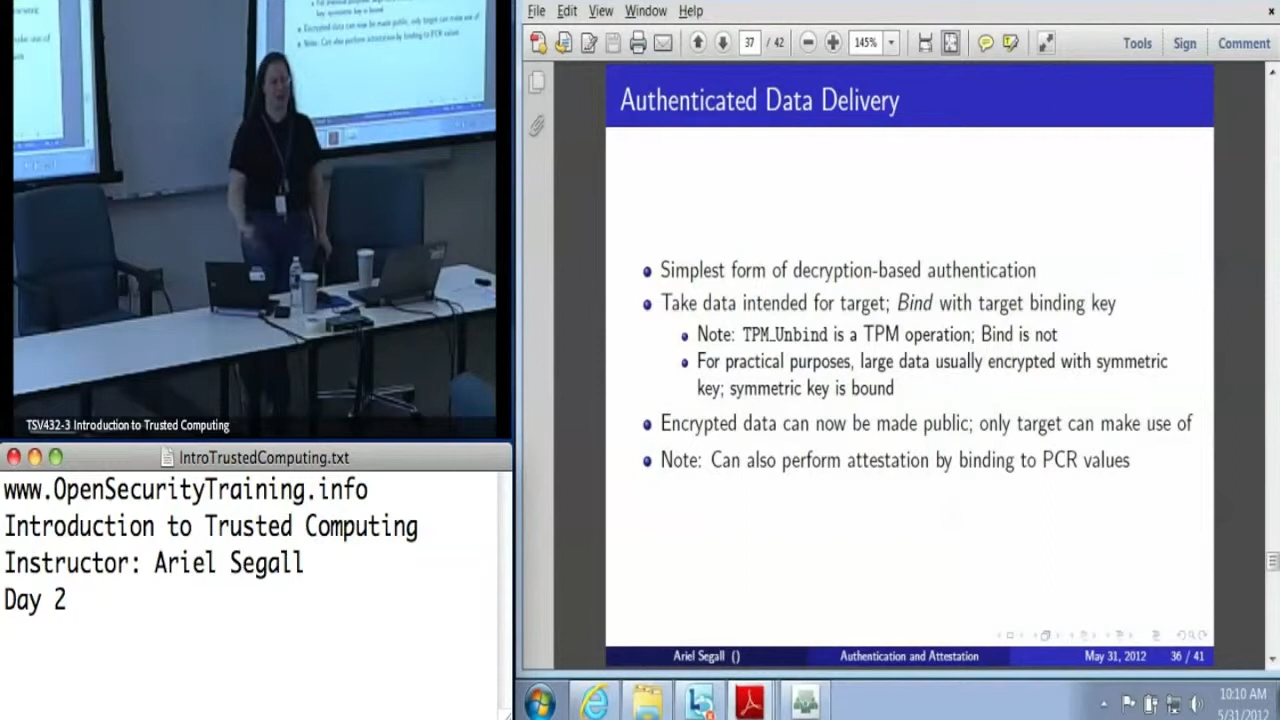 TSV432-3 Introduction to Trusted Computing
IntroTrustedComputing.txt
www.OpenSecurityTraining.info
Introduction to Trusted Computing
Instructor: Ariel Segall
Day 2
File Edit View Window Help
37 / 42 145% Tools Sign Comment
Authenticated Data Delivery
Simplest form of decryption-based authentication
Take data intended for target; Bind with target binding key
Note: TPM_Unbind is a TPM operation; Bind is not
For practical purposes, large data usually encrypted with symmetric
key; symmetric key is bound
Encrypted data can now be made public; only target can make use of
Note: Can also perform attestation by binding to PCR values
Ariel Segall () Authentication and Attestation May 31, 2012 36 / 41
10:10 AM
5/31/2012